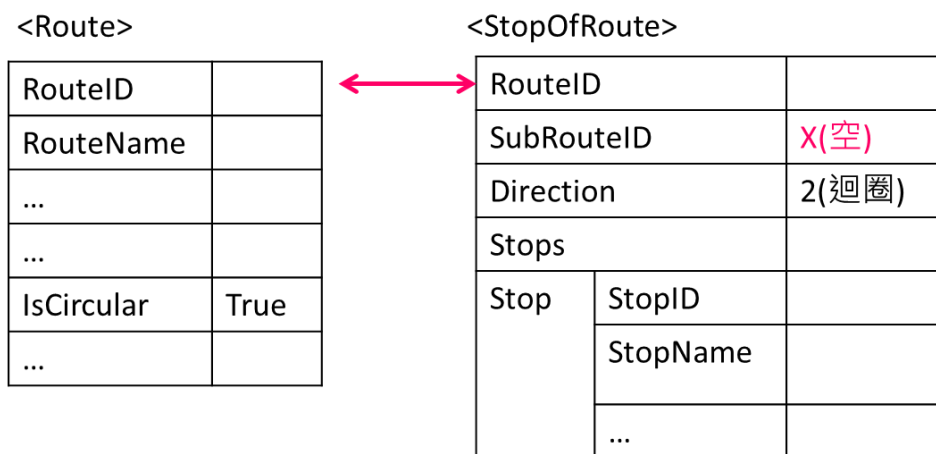 <Route>
RouteID
RouteName
...
...
IsCircular True
...
<StopOfRoute>
RouteID
SubRouteID X(空)
Direction 2(迴圈)
Stops
Stop StopID
StopName
...